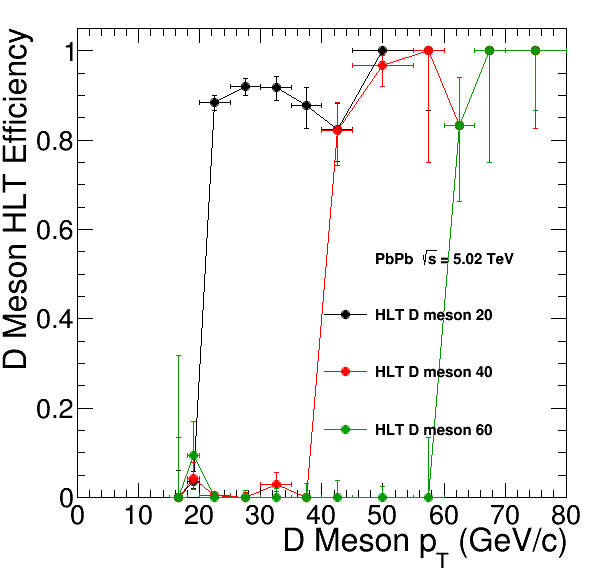 D Meson HLT Efficiency
1
0.8
0.6
0.4
0.2
0
PbPb √s = 5.02 TeV
HLT D meson 20
HLT D meson 40
HLT D meson 60
0 10 20 30 40 50 60 70 80
D Meson p_T (GeV/c)